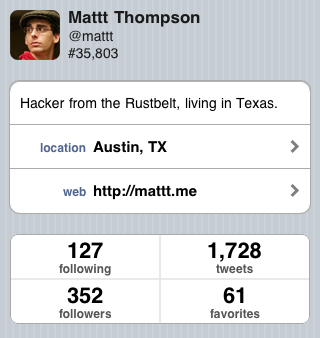 Mattt Thompson
@mattt
#35,803
Hacker from the Rustbelt, living in Texas.
location Austin, TX
web http://mattt.me
127 1,728
following tweets
352 61
followers favorites